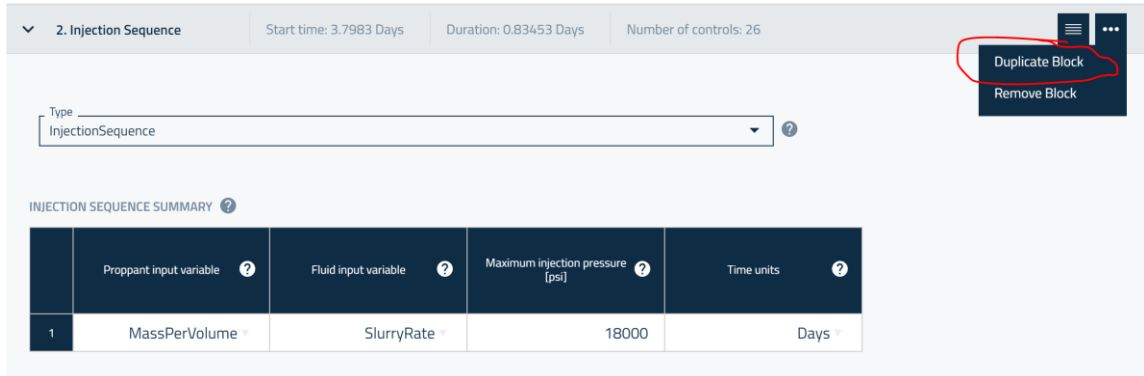 2. Injection Sequence Start time: 3.7983 Days Duration: 0.83453 Days Number of controls: 26
Duplicate Block
Remove Block
Type
InjectionSequence
INJECTION SEQUENCE SUMMARY
Proppant input variable Fluid input variable Maximum injection pressure [psi] Time units
1 MassPerVolume SlurryRate 18000 Days